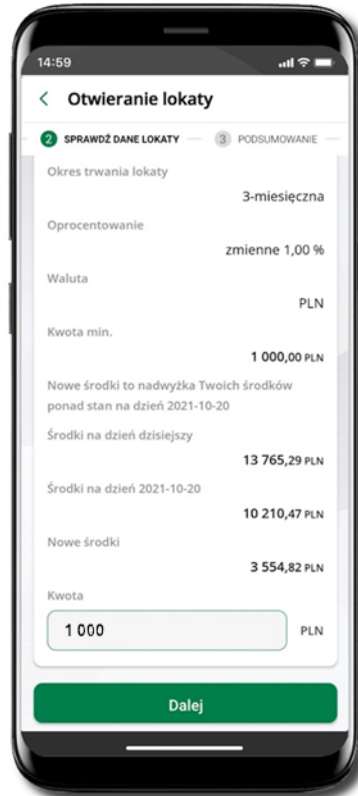 14:59
Otwieranie lokaty
2 SPRAWDŹ DANE LOKATY 3 PODSUMOWANIE
Okres trwania lokaty
3-miesięczna
Oprocentowanie
zmienne 1,00 %
Waluta
PLN
Kwota min.
1 000,00 PLN
Nowe środki to nadwyżka Twoich środków
ponad stan na dzień 2021-10-20
Środki na dzień dzisiejszy
13 765,29 PLN
Środki na dzień 2021-10-20
10 210,47 PLN
Nowe środki
3 554,82 PLN
Kwota
1 000 PLN
Dalej